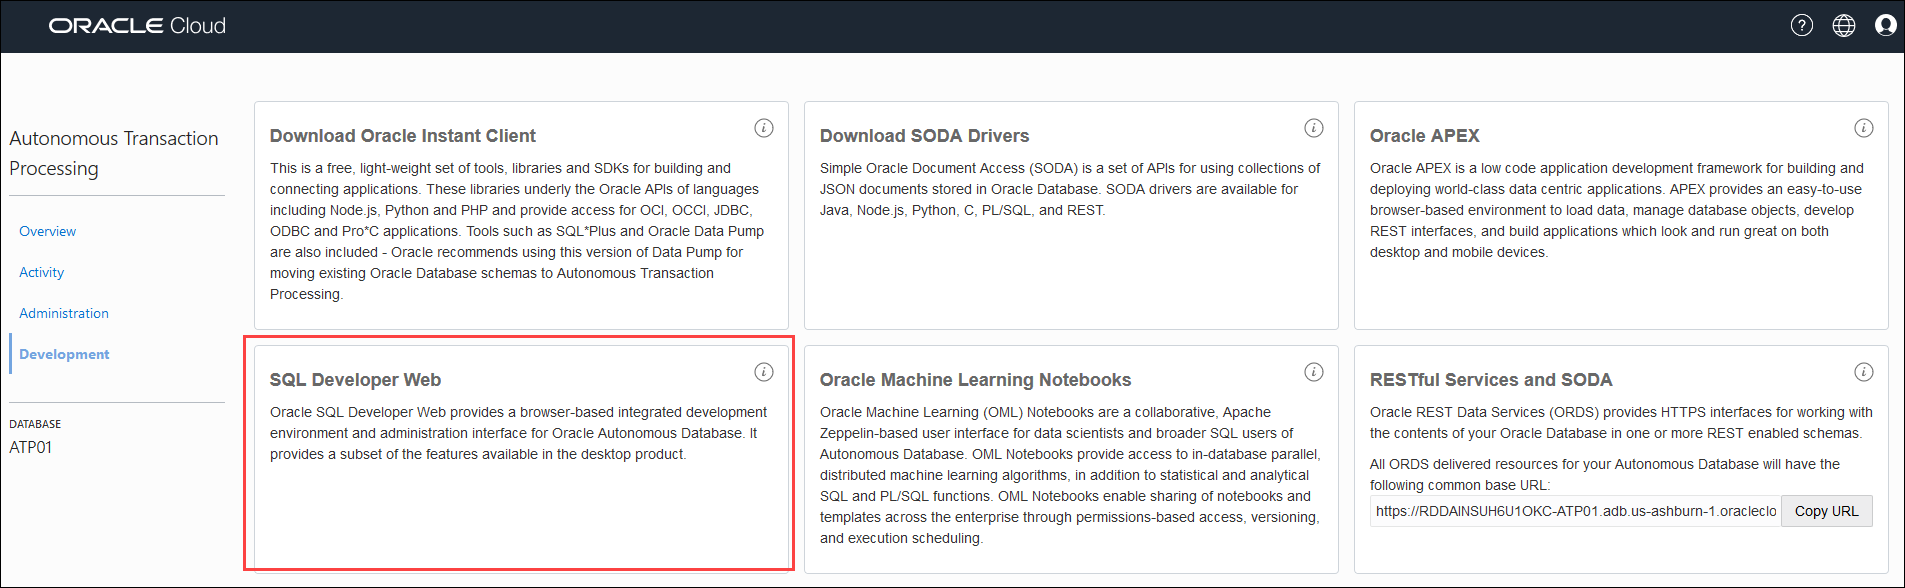 ORACLE Cloud
?
Autonomous Transaction
Processing
Overview
Activity
Administration
Development
DATABASE
ATP01
Download Oracle Instant Client
i
This is a free, light-weight set of tools, libraries and SDKs for building and
connecting applications. These libraries underly the Oracle APIs of languages
including Node.js, Python and PHP and provide access for OCI, OCCI, JDBC,
ODBC and Pro*C applications. Tools such as SQL*Plus and Oracle Data Pump
are also included - Oracle recommends using this version of Data Pump for
moving existing Oracle Database schemas to Autonomous Transaction
Processing.
Download SODA Drivers
i
Simple Oracle Document Access (SODA) is a set of APIs for using collections of
JSON documents stored in Oracle Database. SODA drivers are available for
Java, Node.js, Python, C, PL/SQL, and REST.
Oracle APEX
i
Oracle APEX is a low code application development framework for building and
deploying world-class data centric applications. APEX provides an easy-to-use
browser-based environment to load data, manage database objects, develop
REST interfaces, and build applications which look and run great on both
desktop and mobile devices.
SQL Developer Web
i
Oracle SQL Developer Web provides a browser-based integrated development
environment and administration interface for Oracle Autonomous Database. It
provides a subset of the features available in the desktop product.
Oracle Machine Learning Notebooks
i
Oracle Machine Learning (OML) Notebooks are a collaborative, Apache
Zeppelin-based user interface for data scientists and broader SQL users of
Autonomous Database. OML Notebooks provide access to in-database parallel,
distributed machine learning algorithms, in addition to statistical and analytical
SQL and PL/SQL functions. OML Notebooks enable sharing of notebooks and
templates across the enterprise through permissions-based access, versioning,
and execution scheduling.
RESTful Services and SODA
i
Oracle REST Data Services (ORDS) provides HTTPS interfaces for working with
the contents of your Oracle Database in one or more REST enabled schemas.
All ORDS delivered resources for your Autonomous Database will have the
following common base URL:
https://RDDAINSUH6U1OKC-ATP01.adb.us-ashburn-1.oracleclo
Copy URL